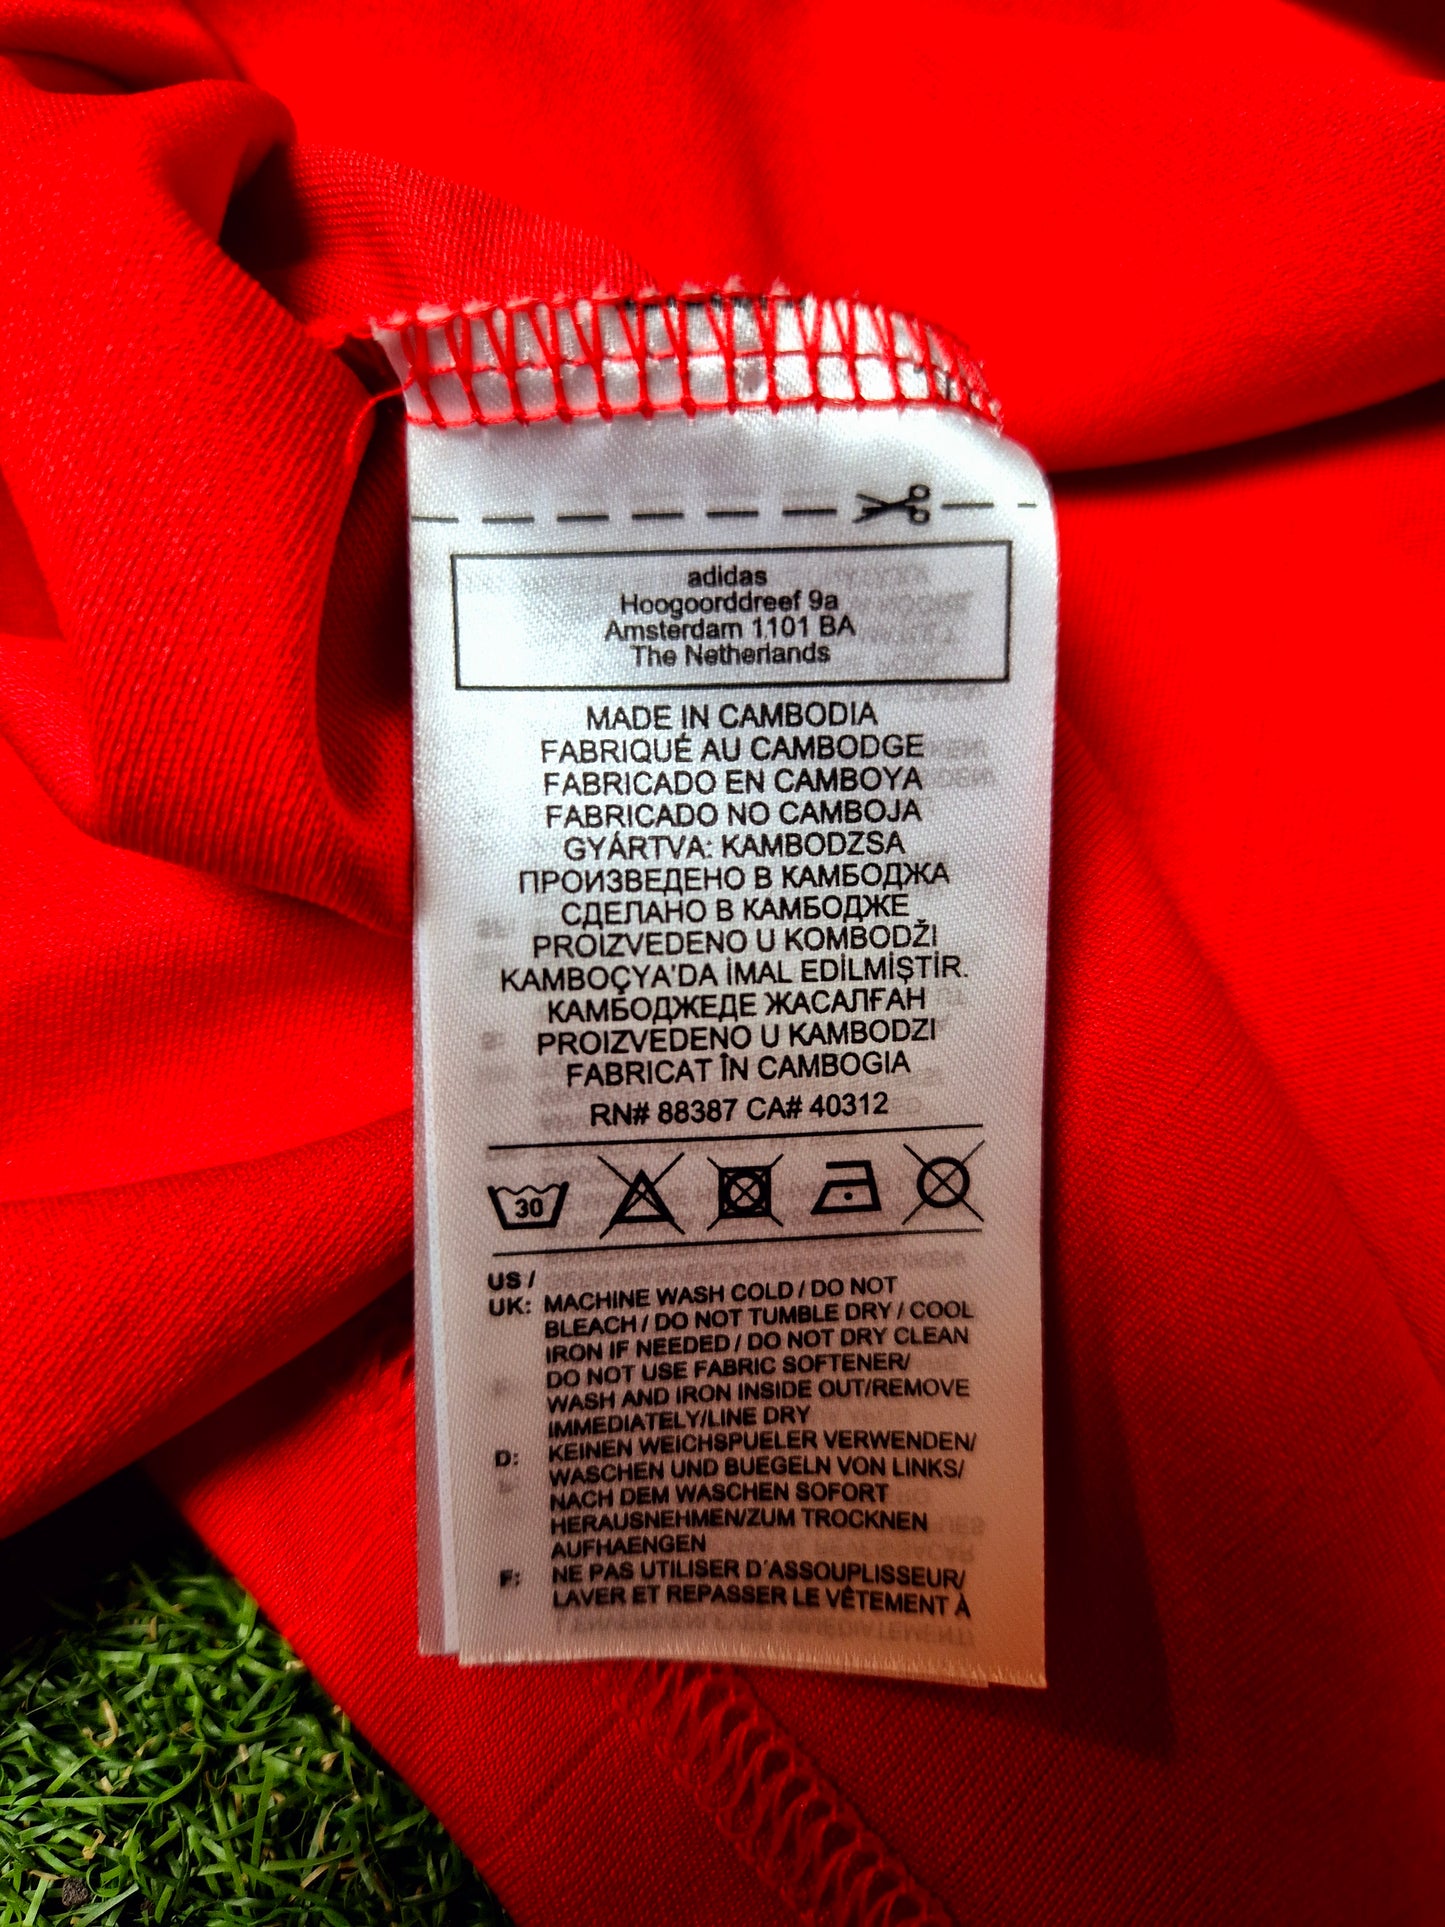 adidas
Hoogoorddreef 9a
Amsterdam 1101 BA
The Netherlands
MADE IN CAMBODIA
FABRIQUÉ AU CAMBODGE
FABRICADO EN CAMBOYA
FABRICADO NO CAMBOJA
GYÁRTVA: KAMBODZSA
ПРОИЗВЕДЕНО В КАМБОДЖА
СДЕЛАНО В КАМБОДЖЕ
PROIZVEDENO U KOMBODŽI
KAMBOÇYA'DA İMAL EDİLMİŞTİR.
КАМБОДЖЕДЕ ЖАСАЛҒАН
PROIZVEDENO U KAMBODZI
FABRICAT ÎN CAMBOGIA
RN# 88387 CA# 40312
30
US /
UK: MACHINE WASH COLD / DO NOT
BLEACH / DO NOT TUMBLE DRY / COOL
IRON IF NEEDED / DO NOT DRY CLEAN
DO NOT USE FABRIC SOFTENER/
WASH AND IRON INSIDE OUT/REMOVE
IMMEDIATELY/LINE DRY
D: KEINEN WEICHSPUELER VERWENDEN/
WASCHEN UND BUEGELN VON LINKS/
NACH DEM WASCHEN SOFORT
HERAUSNEHMEN/ZUM TROCKNEN
AUFHAENGEN
F: NE PAS UTILISER D'ASSOUPLISSEUR/
LAVER ET REPASSER LE VÊTEMENT À